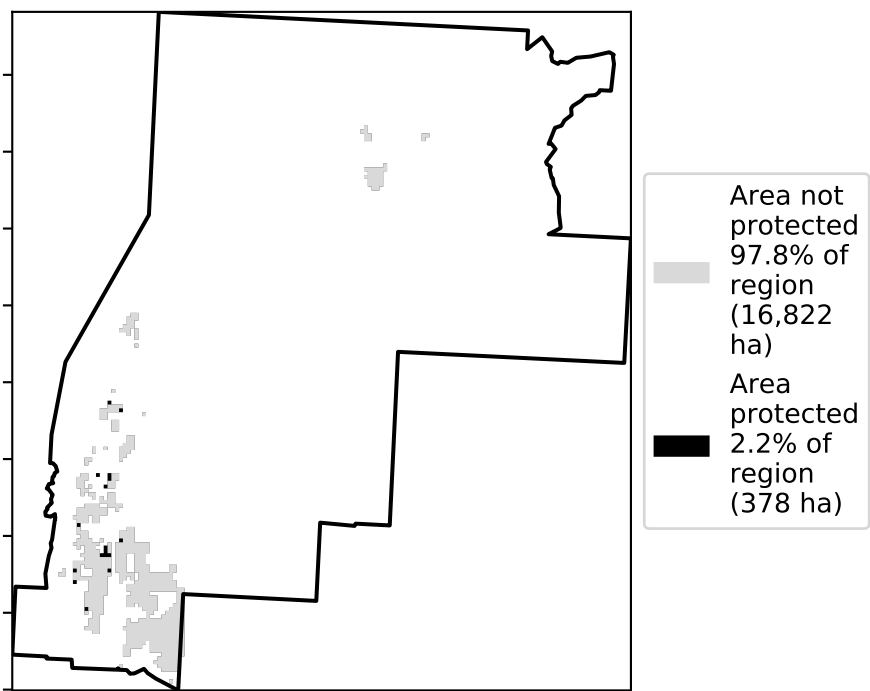 Area not
protected
97.8% of
region
(16,822
ha)
Area
protected
2.2% of
region
(378 ha)